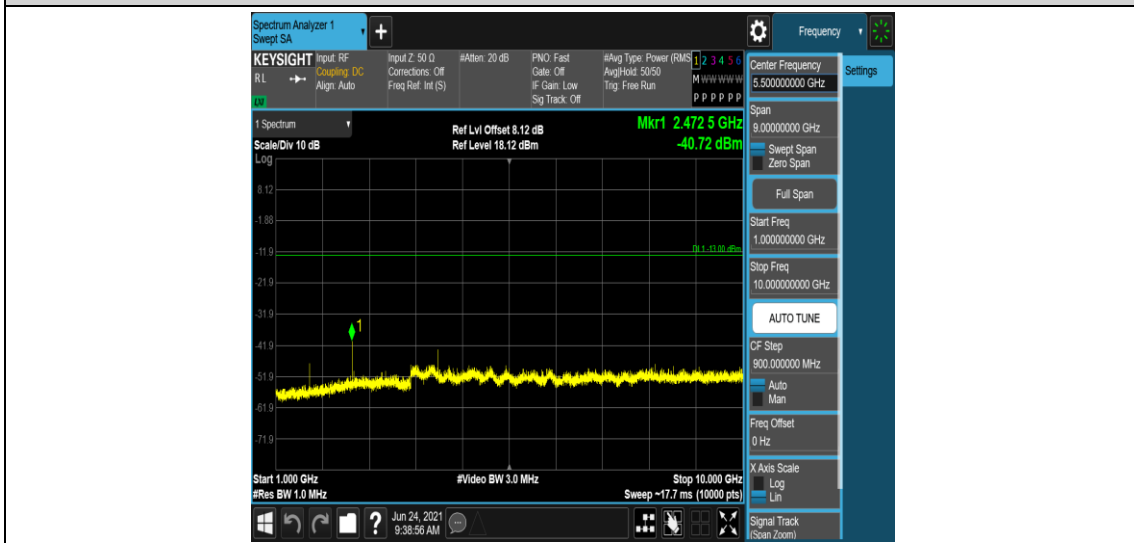 Spectrum Analyzer 1
Swept SA
Frequency
KEYSIGHT
Input: RF
Coupling: DC
Align: Auto
Input Z: 50 Ω
Corrections: Off
Freq Ref: Int (S)
#Atten: 20 dB
PNO: Fast
Gate: Off
IF Gain: Low
Sig Track: Off
#Avg Type: Power (RMS
Avg|Hold: 50/50
Trig: Free Run
1 2 3 4 5 6
M W W W W W
P P P P P P
RL
LXI
1 Spectrum
Scale/Div 10 dB
Ref Lvl Offset 8.12 dB
Ref Level 18.12 dBm
Mkr1 2.472 5 GHz
-40.72 dBm
Log
8.12
-1.88
-11.9
DL1 -13.00 dBm
-21.9
-31.9
1
-41.9
-51.9
-61.9
-71.9
Start 1.000 GHz
#Res BW 1.0 MHz
#Video BW 3.0 MHz
Stop 10.000 GHz
Sweep ~17.7 ms (10000 pts)
Jun 24, 2021
9:38:56 AM
Center Frequency
5.500000000 GHz
Settings
Span
9.00000000 GHz
Swept Span
Zero Span
Full Span
Start Freq
1.000000000 GHz
Stop Freq
10.000000000 GHz
AUTO TUNE
CF Step
900.000000 MHz
Auto
Man
Freq Offset
0 Hz
X Axis Scale
Log
Lin
Signal Track
(Span Zoom)